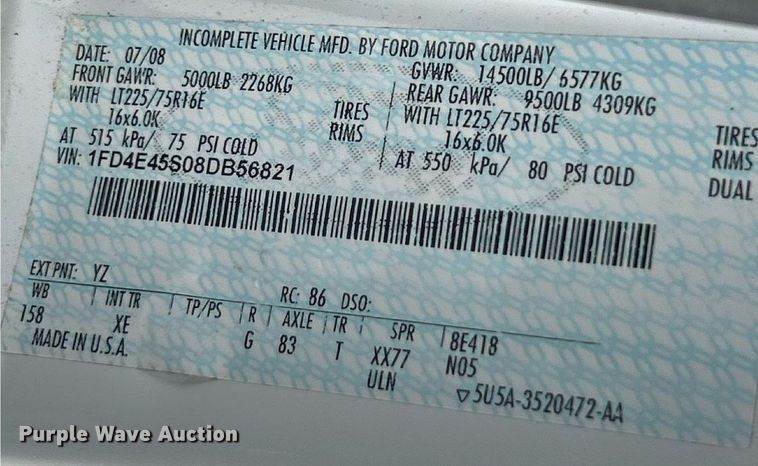 INCOMPLETE VEHICLE MFD. BY FORD MOTOR COMPANY
DATE: 07/08 GVWR: 14500LB/ 6577KG
FRONT GAWR: 5000LB 2268KG REAR GAWR: 9500LB 4309KG
WITH LT225/75R16E TIRES WITH LT225/75R16E TIRES
16x6.0K RIMS 16x6.0K RIMS
AT 515 kPa/ 75 PSI COLD AT 550 kPa/ 80 PSI COLD DUAL
VIN: 1FD4E45S08DB56821
EXT PNT: YZ RC: 86 DSO:
WB INT TR TP/PS R AXLE TR SPR 8E418
158 XE G 83 T XX77 N05
MADE IN U.S.A. ULN ▽5U5A-3520472-AA
Purple Wave Auction